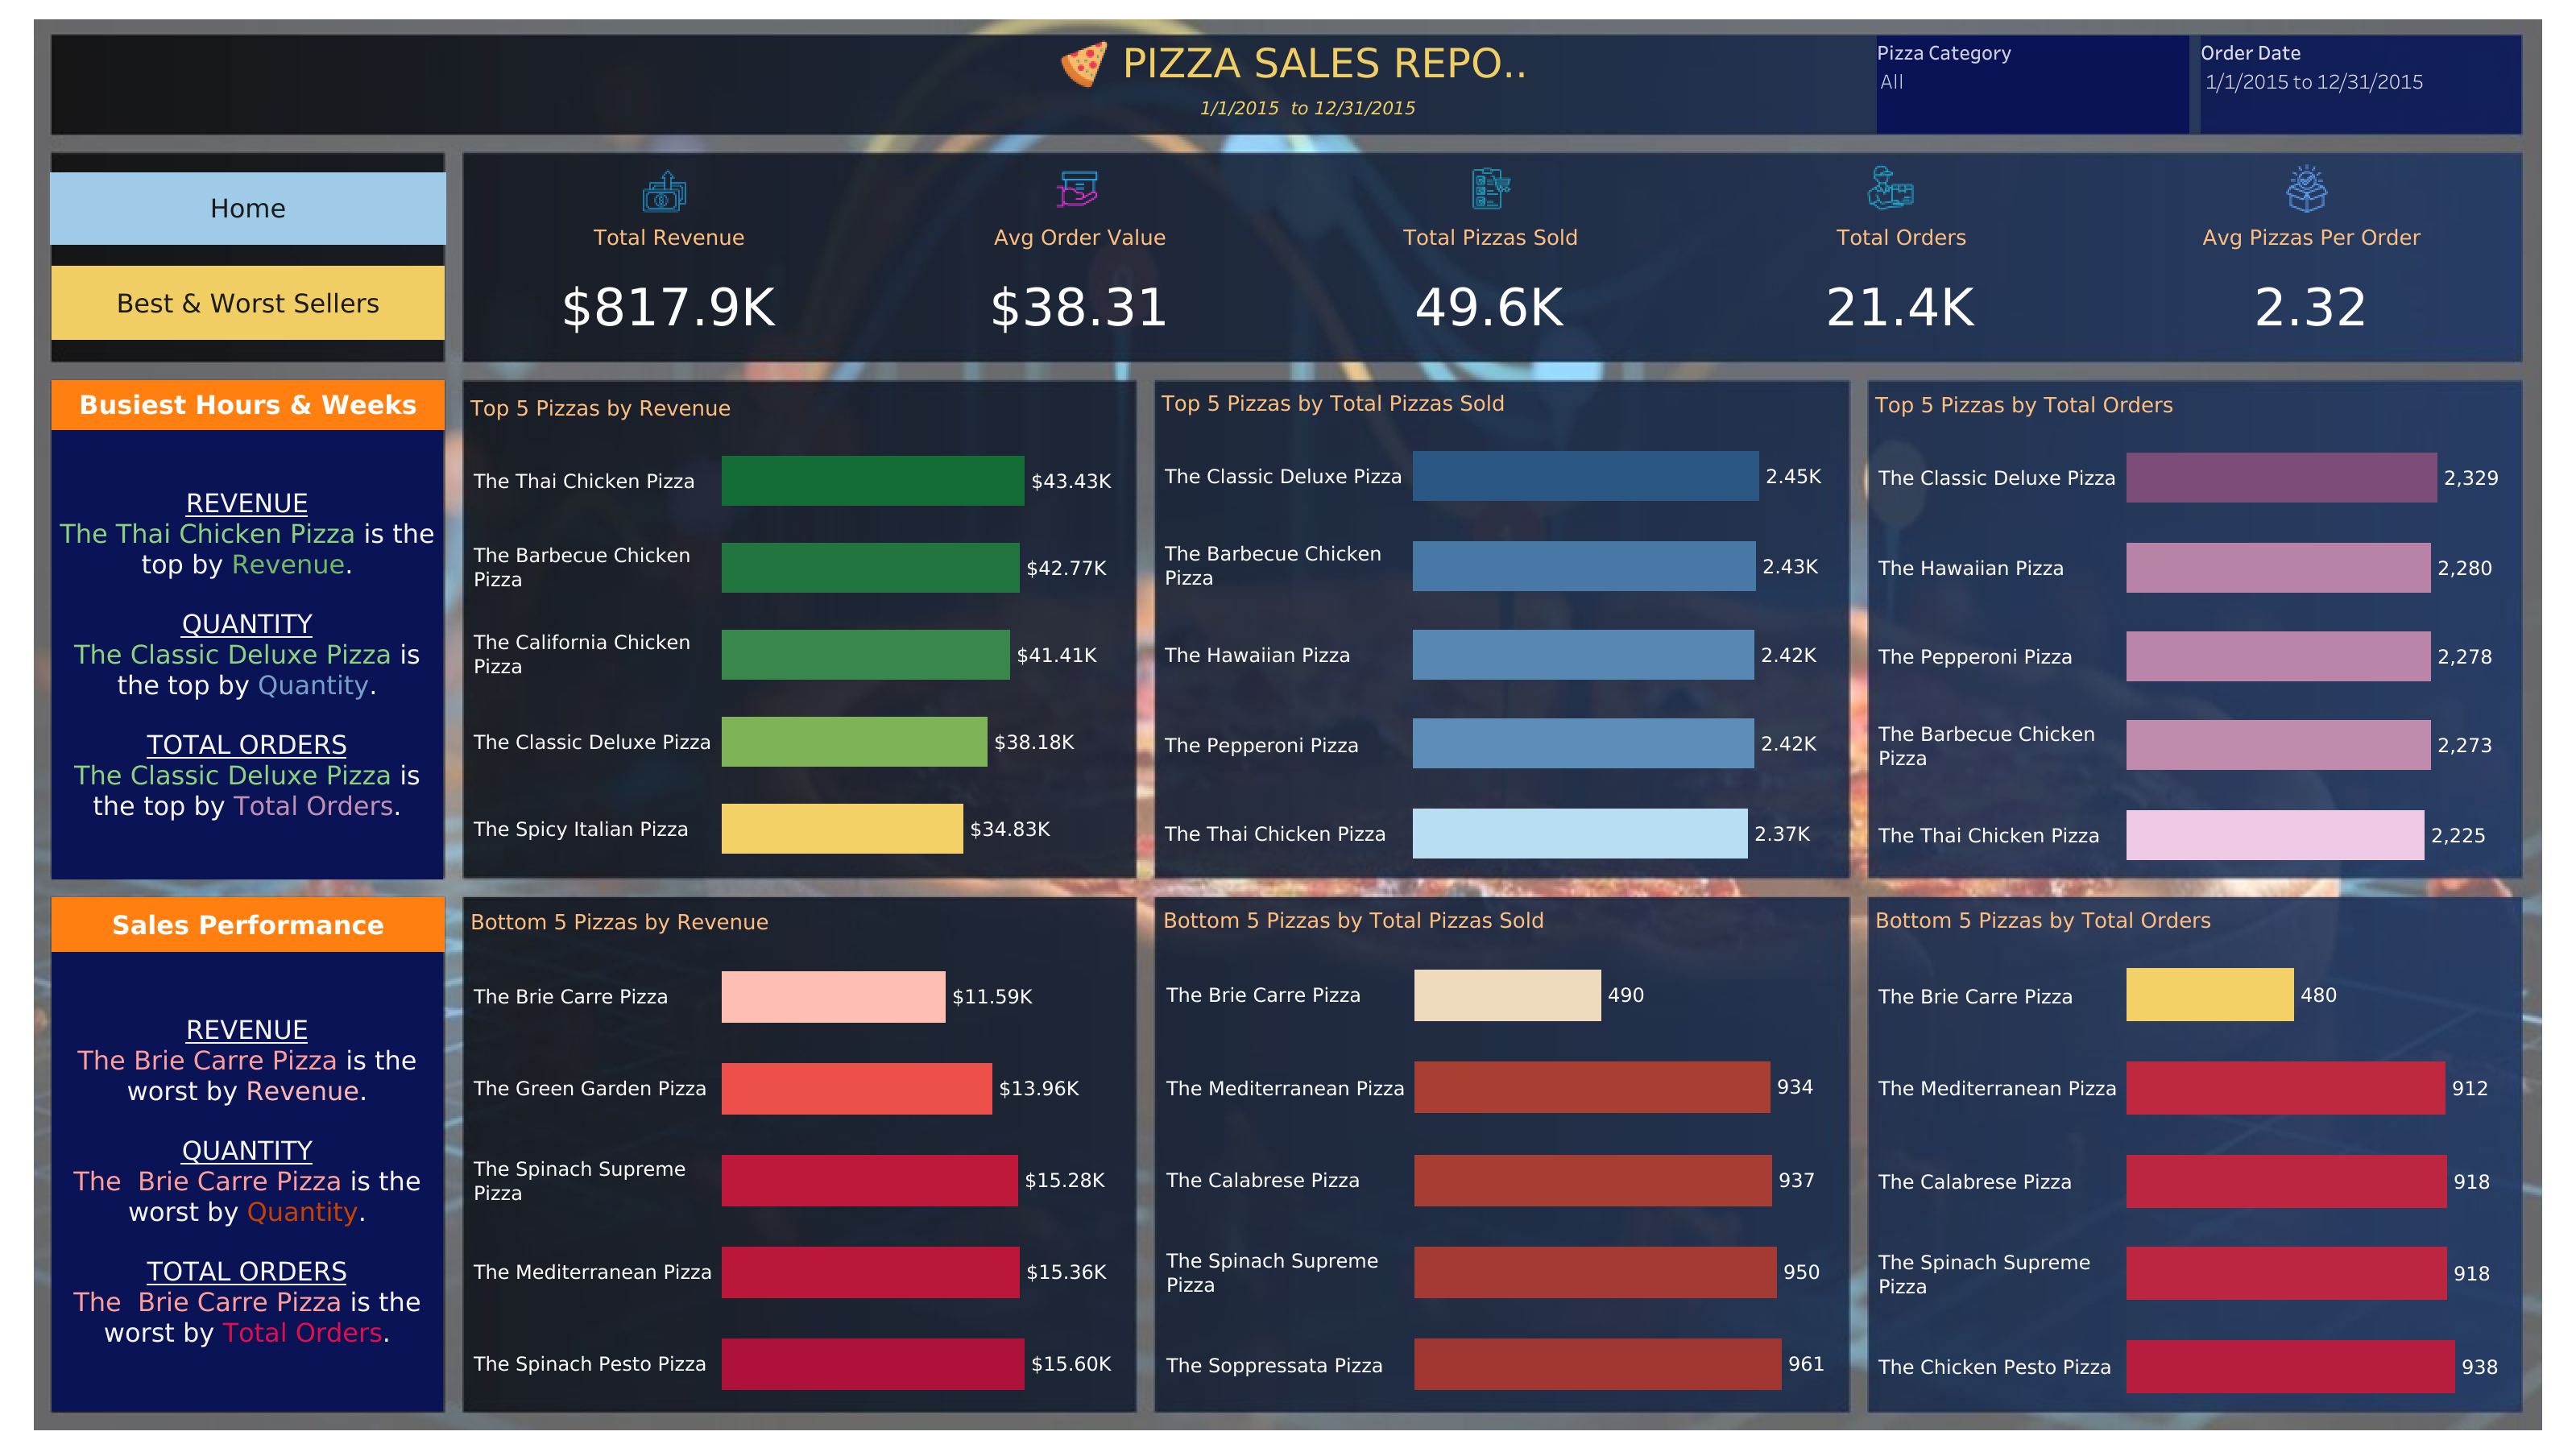 PIZZA SALES REPO..
1/1/2015 to 12/31/2015
Pizza Category
All
Order Date
1/1/2015 to 12/31/2015
Home
Best & Worst Sellers
Total Revenue
$817.9K
Avg Order Value
$38.31
Total Pizzas Sold
49.6K
Total Orders
21.4K
Avg Pizzas Per Order
2.32
Busiest Hours & Weeks
REVENUE
The Thai Chicken Pizza is the
top by Revenue.
QUANTITY
The Classic Deluxe Pizza is
the top by Quantity.
TOTAL ORDERS
The Classic Deluxe Pizza is
the top by Total Orders.
Top 5 Pizzas by Revenue
The Thai Chicken Pizza $43.43K
The Barbecue Chicken
Pizza
$42.77K
The California Chicken
Pizza
$41.41K
The Classic Deluxe Pizza $38.18K
The Spicy Italian Pizza $34.83K
Top 5 Pizzas by Total Pizzas Sold
The Classic Deluxe Pizza 2.45K
The Barbecue Chicken
Pizza
2.43K
The Hawaiian Pizza 2.42K
The Pepperoni Pizza 2.42K
The Thai Chicken Pizza 2.37K
Top 5 Pizzas by Total Orders
The Classic Deluxe Pizza 2,329
The Hawaiian Pizza 2,280
The Pepperoni Pizza 2,278
The Barbecue Chicken
Pizza
2,273
The Thai Chicken Pizza 2,225
Sales Performance
REVENUE
The Brie Carre Pizza is the
worst by Revenue.
QUANTITY
The  Brie Carre Pizza is the
worst by Quantity.
TOTAL ORDERS
The  Brie Carre Pizza is the
worst by Total Orders.
Bottom 5 Pizzas by Revenue
The Brie Carre Pizza $11.59K
The Green Garden Pizza $13.96K
The Spinach Supreme
Pizza
$15.28K
The Mediterranean Pizza $15.36K
The Spinach Pesto Pizza $15.60K
Bottom 5 Pizzas by Total Pizzas Sold
The Brie Carre Pizza 490
The Mediterranean Pizza 934
The Calabrese Pizza 937
The Spinach Supreme
Pizza
950
The Soppressata Pizza 961
Bottom 5 Pizzas by Total Orders
The Brie Carre Pizza 480
The Mediterranean Pizza 912
The Calabrese Pizza 918
The Spinach Supreme
Pizza
918
The Chicken Pesto Pizza 938